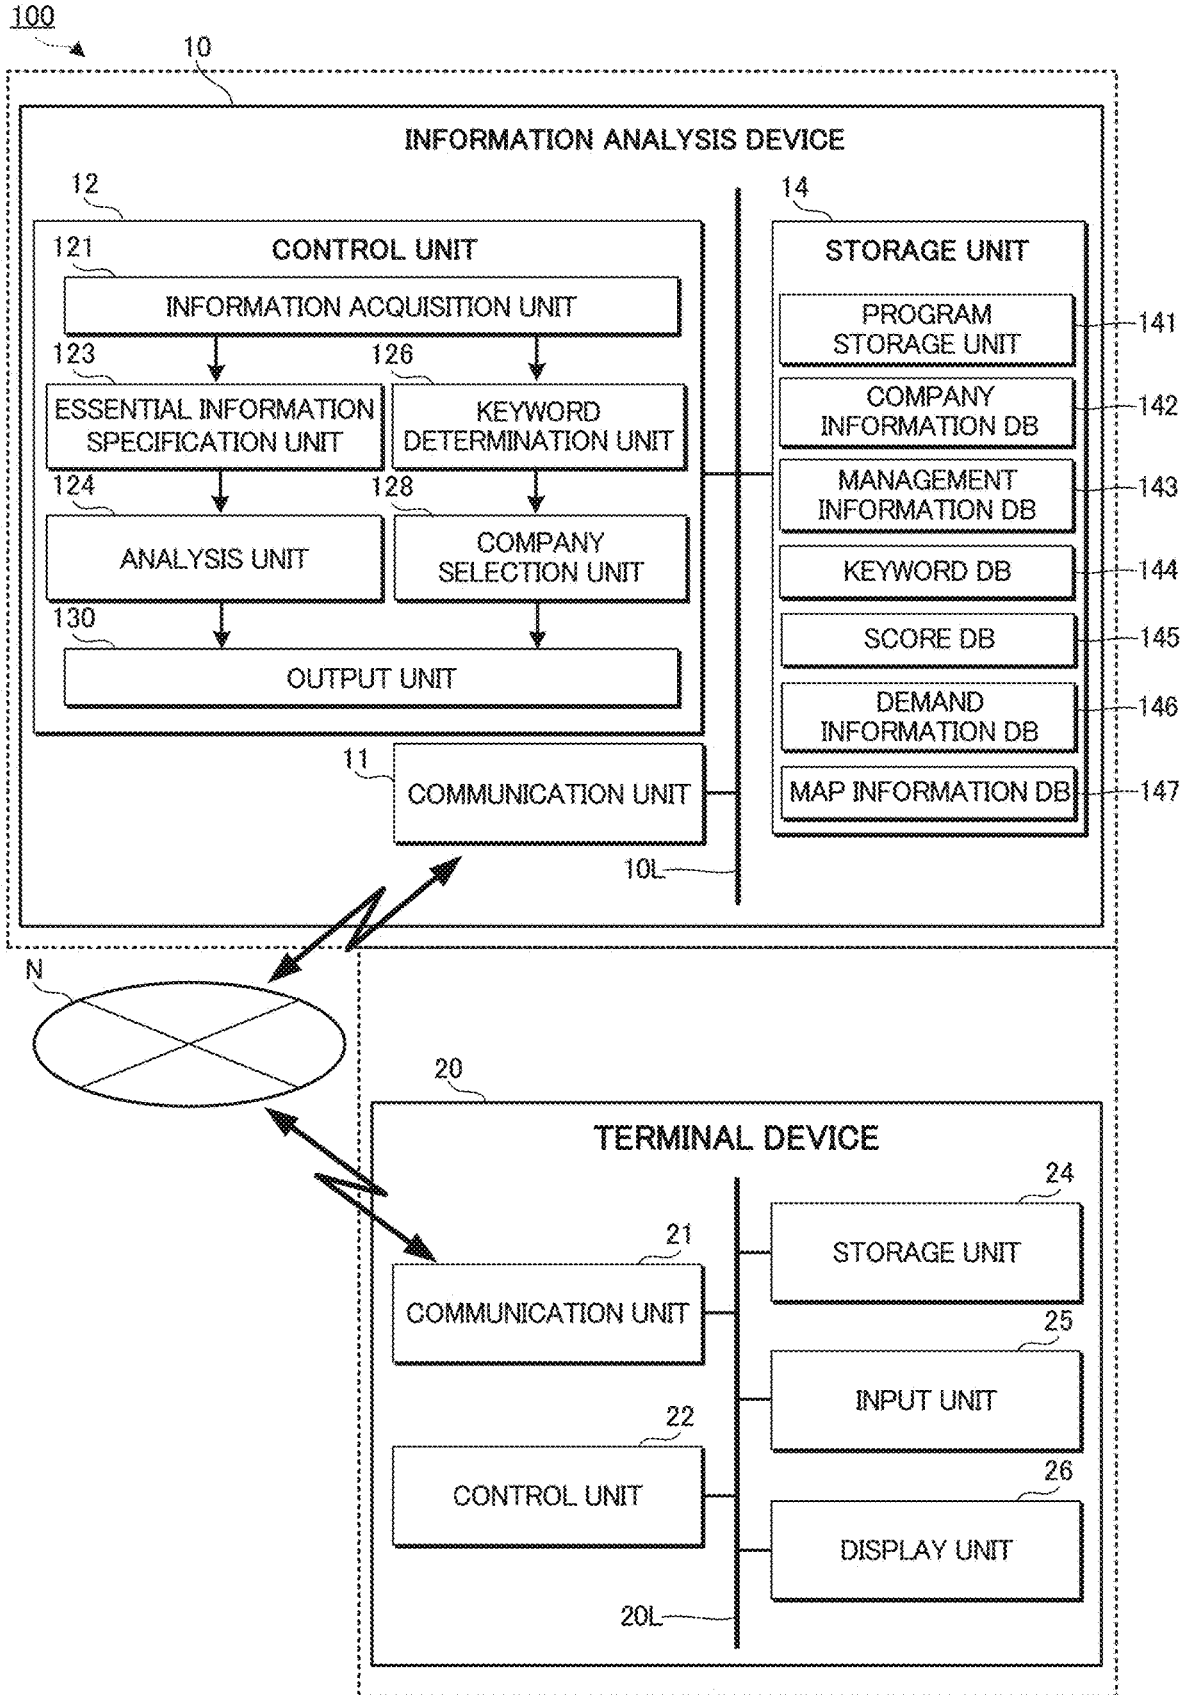 100
10
INFORMATION ANALYSIS DEVICE
12
CONTROL UNIT
121
INFORMATION ACQUISITION UNIT
123
ESSENTIAL INFORMATION
SPECIFICATION UNIT
126
KEYWORD
DETERMINATION UNIT
124
ANALYSIS UNIT
128
COMPANY
SELECTION UNIT
130
OUTPUT UNIT
11
COMMUNICATION UNIT
10L
14
STORAGE UNIT
PROGRAM
STORAGE UNIT
141
COMPANY
INFORMATION DB
142
MANAGEMENT
INFORMATION DB
143
KEYWORD DB
144
SCORE DB
145
DEMAND
INFORMATION DB
146
MAP INFORMATION DB
147
N
20
TERMINAL DEVICE
21
COMMUNICATION UNIT
22
CONTROL UNIT
20L
24
STORAGE UNIT
25
INPUT UNIT
26
DISPLAY UNIT